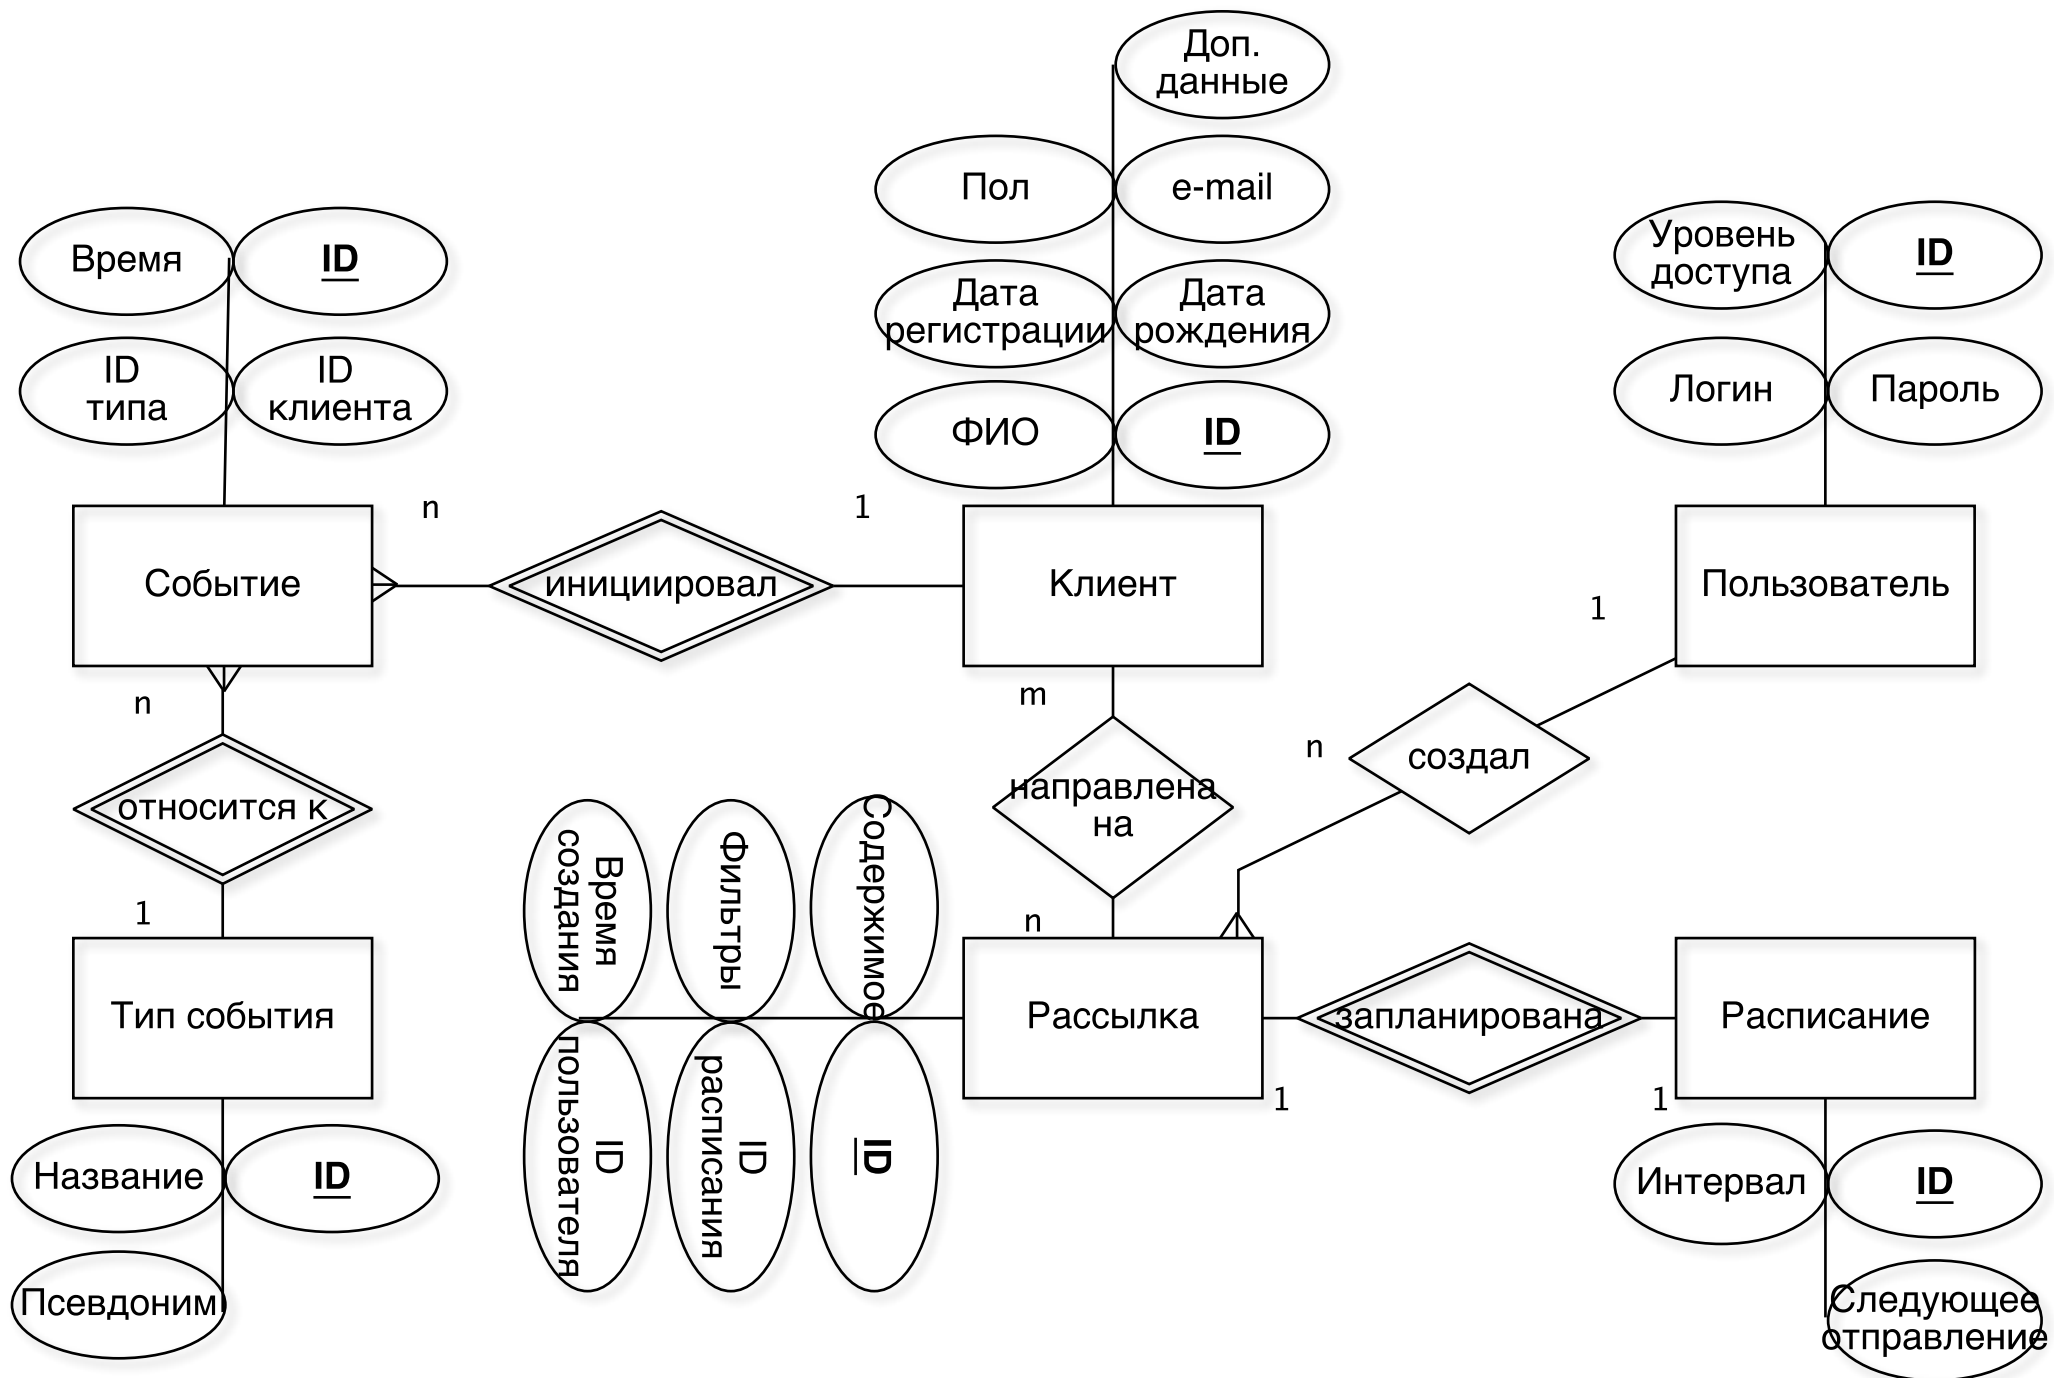 Доп.
данные
Пол
e-mail
Время
ID
Уровень
доступа
ID
Дата
регистрации
Дата
рождения
ID
типа
ID
клиента
Логин
Пароль
ФИО
ID
n
1
Событие
инициировал
Клиент
Пользователь
1
n
m
n
относится к
направлена
на
создал
Время
создания
Фильтры
Содержимое
1
n
Тип события
Рассылка
запланирована
Расписание
1
1
ID
пользователя
ID
расписания
ID
Название
ID
Интервал
ID
Псевдоним
Следующее
отправление